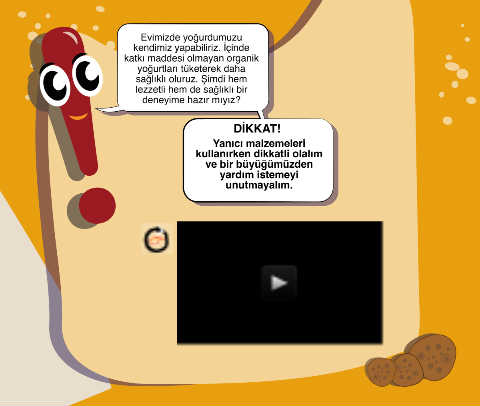 Evimizde yoğurdumuzu
kendimiz yapabiliriz. İçinde
katkı maddesi olmayan organik
yoğurtları tüketerek daha
sağlıklı oluruz. Şimdi hem
lezzetli hem de sağlıklı bir
deneyime hazır mıyız?
DİKKAT!
Yanıcı malzemeleri
kullanırken dikkatli olalım
ve bir büyüğümüzden
yardım istemeyi
unutmayalım.